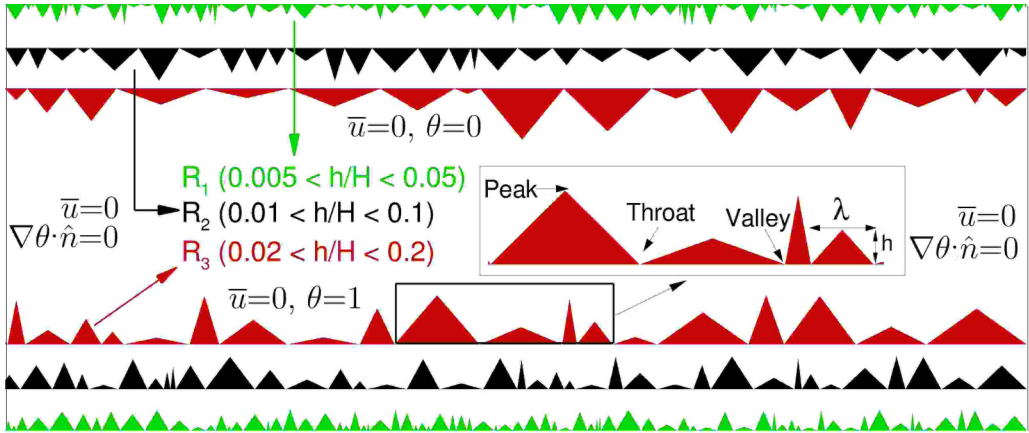 u̅=0, θ=0
R₁ (0.005 < h/H < 0.05)
R₂ (0.01 < h/H < 0.1)
R₃ (0.02 < h/H < 0.2)
u̅=0
∇θ·n̂=0
u̅=0, θ=1
Peak
Throat
Valley
λ
h
u̅=0
∇θ·n̂=0